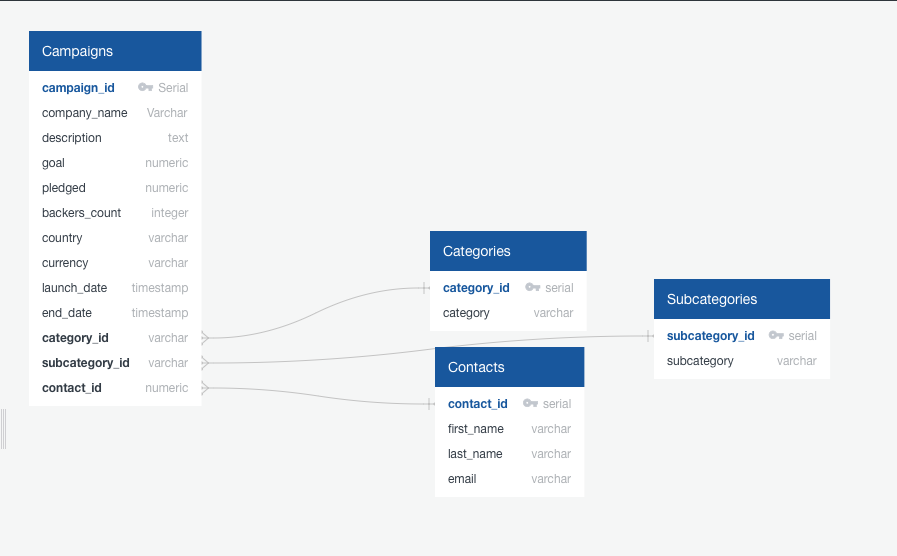 Campaigns
campaign_id Serial
company_name Varchar
description text
goal numeric
pledged numeric
backers_count integer
country varchar
currency varchar
launch_date timestamp
end_date timestamp
category_id varchar
subcategory_id varchar
contact_id numeric
Categories
category_id serial
category varchar
Subcategories
subcategory_id serial
subcategory varchar
Contacts
contact_id serial
first_name varchar
last_name varchar
email varchar